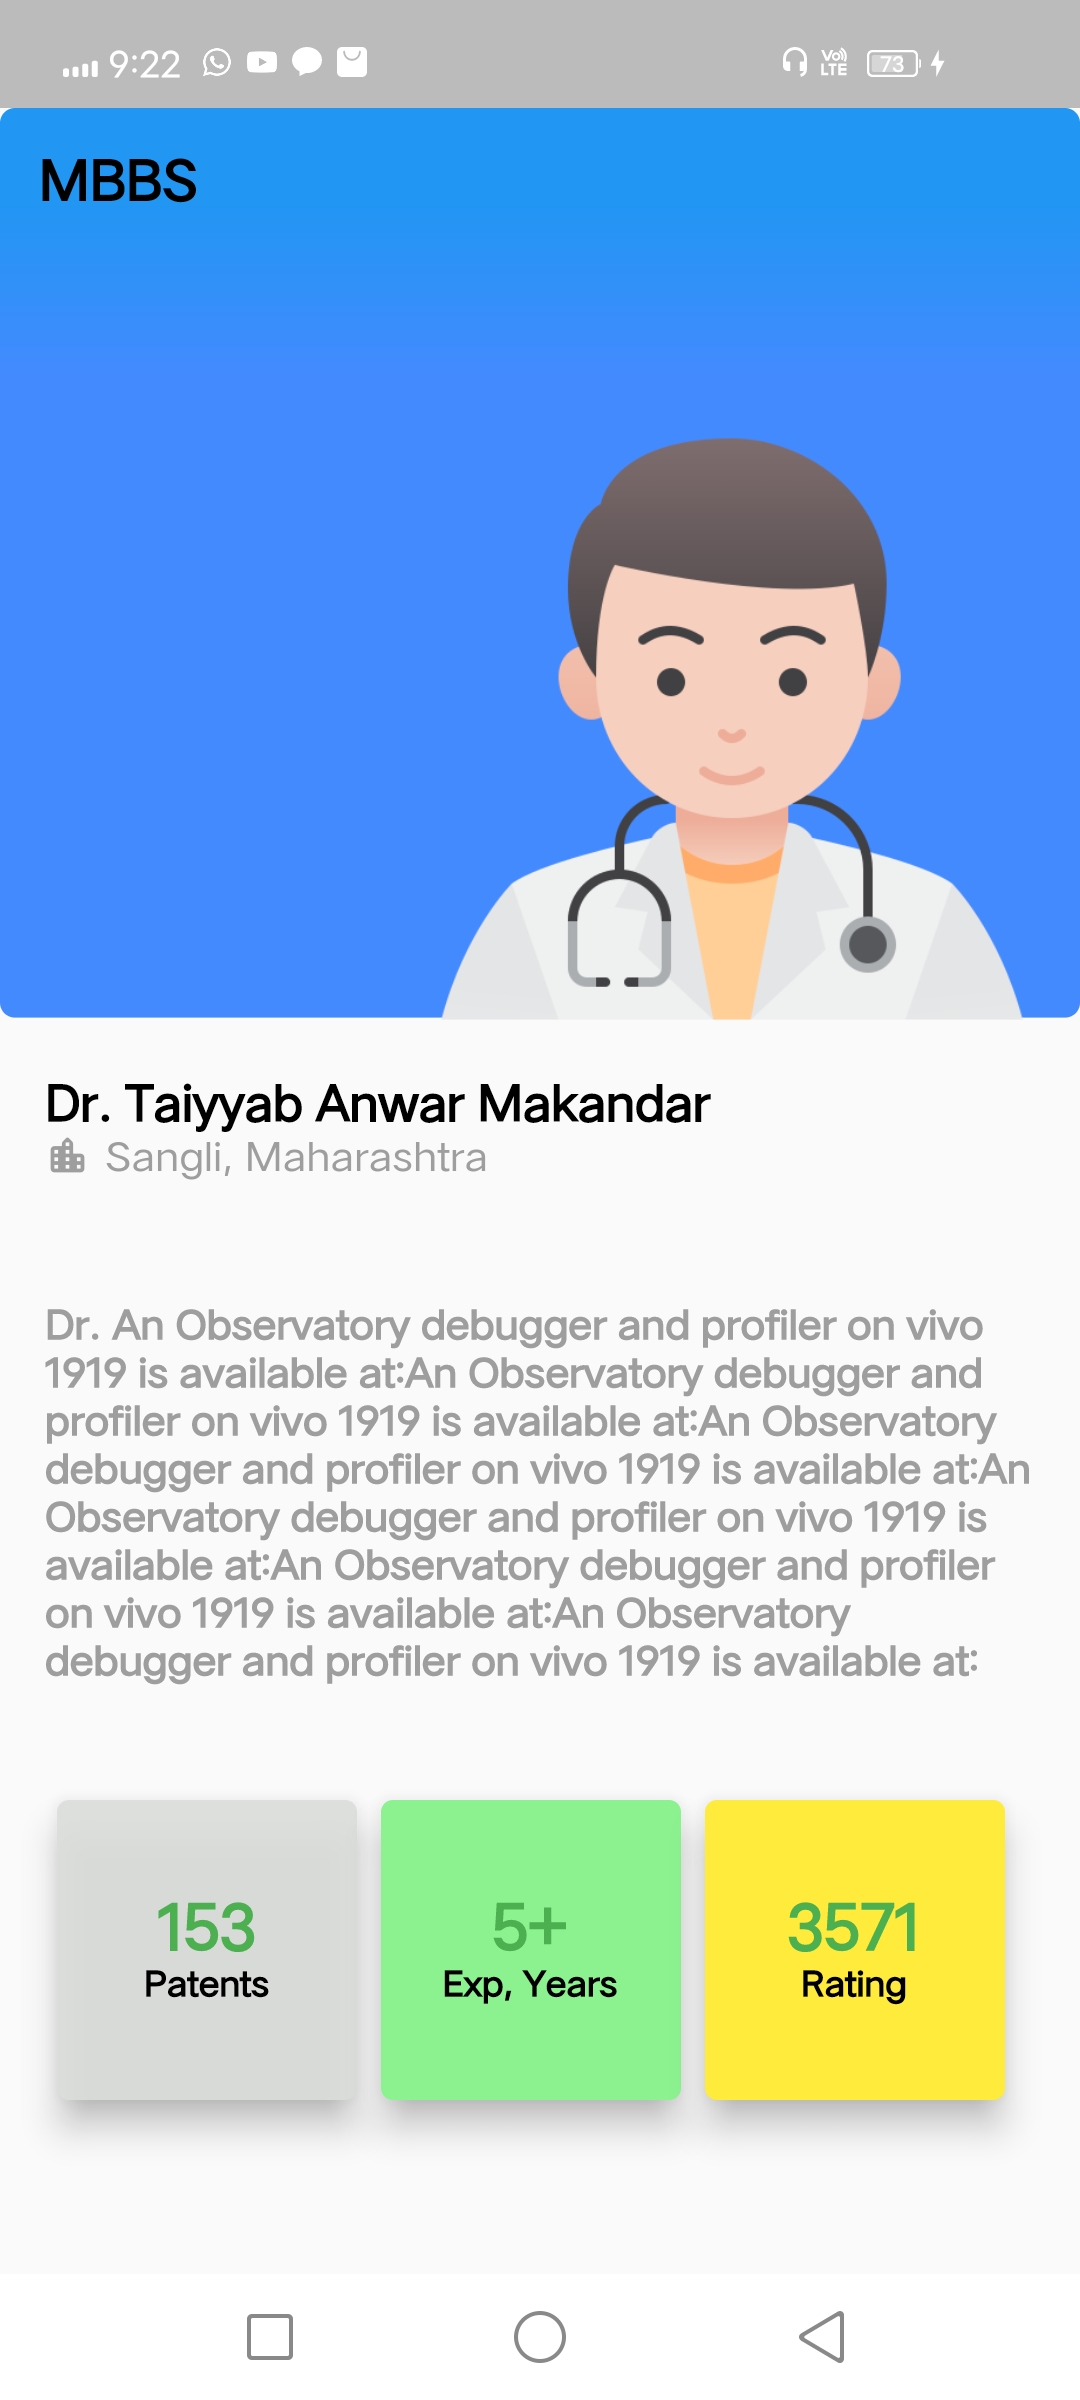 9:22
Vo) LTE
73
MBBS
Dr. Taiyyab Anwar Makandar
Sangli, Maharashtra
Dr. An Observatory debugger and profiler on vivo
1919 is available at:An Observatory debugger and
profiler on vivo 1919 is available at:An Observatory
debugger and profiler on vivo 1919 is available at:An
Observatory debugger and profiler on vivo 1919 is
available at:An Observatory debugger and profiler
on vivo 1919 is available at:An Observatory
debugger and profiler on vivo 1919 is available at:
153
Patents
5+
Exp, Years
3571
Rating